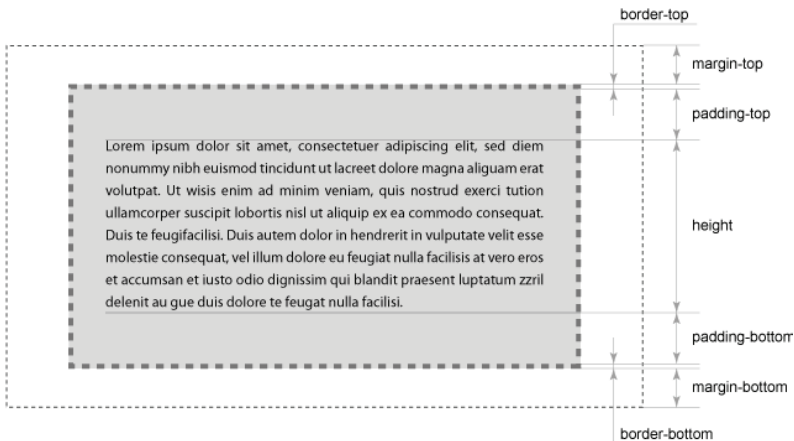 border-top
margin-top
padding-top
Lorem ipsum dolor sit amet, consectetuer adipiscing elit, sed diem
nonummy nibh euismod tincidunt ut lacreet dolore magna aliguam erat
volutpat. Ut wisis enim ad minim veniam, quis nostrud exerci tution
ullamcorper suscipit lobortis nisl ut aliquip ex ea commodo consequat.
Duis te feugifacilisi. Duis autem dolor in hendrerit in vulputate velit esse
molestie consequat, vel illum dolore eu feugiat nulla facilisis at vero eros
et accumsan et iusto odio dignissim qui blandit praesent luptatum zzril
delenit au gue duis dolore te feugat nulla facilisi.
height
padding-bottom
margin-bottom
border-bottom